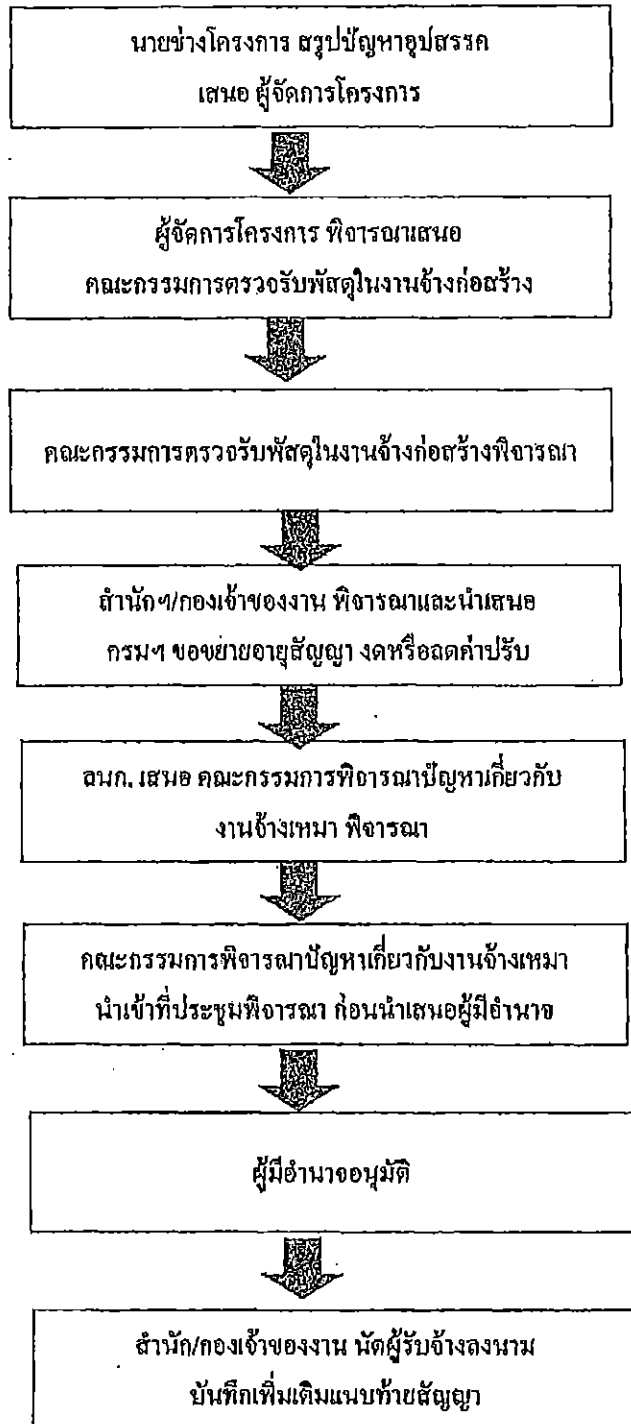 นายช่างโครงการ สรุปปัญหาอุปสรรค
เสนอ ผู้จัดการโครงการ
ผู้จัดการโครงการ พิจารณาเสนอ
คณะกรรมการตรวจรับพัสดุในงานจ้างก่อสร้าง
คณะกรรมการตรวจรับพัสดุในงานจ้างก่อสร้างพิจารณา
สำนักฯ/กองเจ้าของงาน พิจารณาและนำเสนอ
กรมฯ ขอขยายอายุสัญญา งดหรือลดค่าปรับ
ลนก. เสนอ คณะกรรมการพิจารณาปัญหาเกี่ยวกับ
งานจ้างเหมา พิจารณา
คณะกรรมการพิจารณาปัญหาเกี่ยวกับงานจ้างเหมา
นำเข้าที่ประชุมพิจารณา ก่อนนำเสนอผู้มีอำนาจ
ผู้มีอำนาจอนุมัติ
สำนัก/กองเจ้าของงาน นัดผู้รับจ้างลงนาม
บันทึกเพิ่มเติมแนบท้ายสัญญา